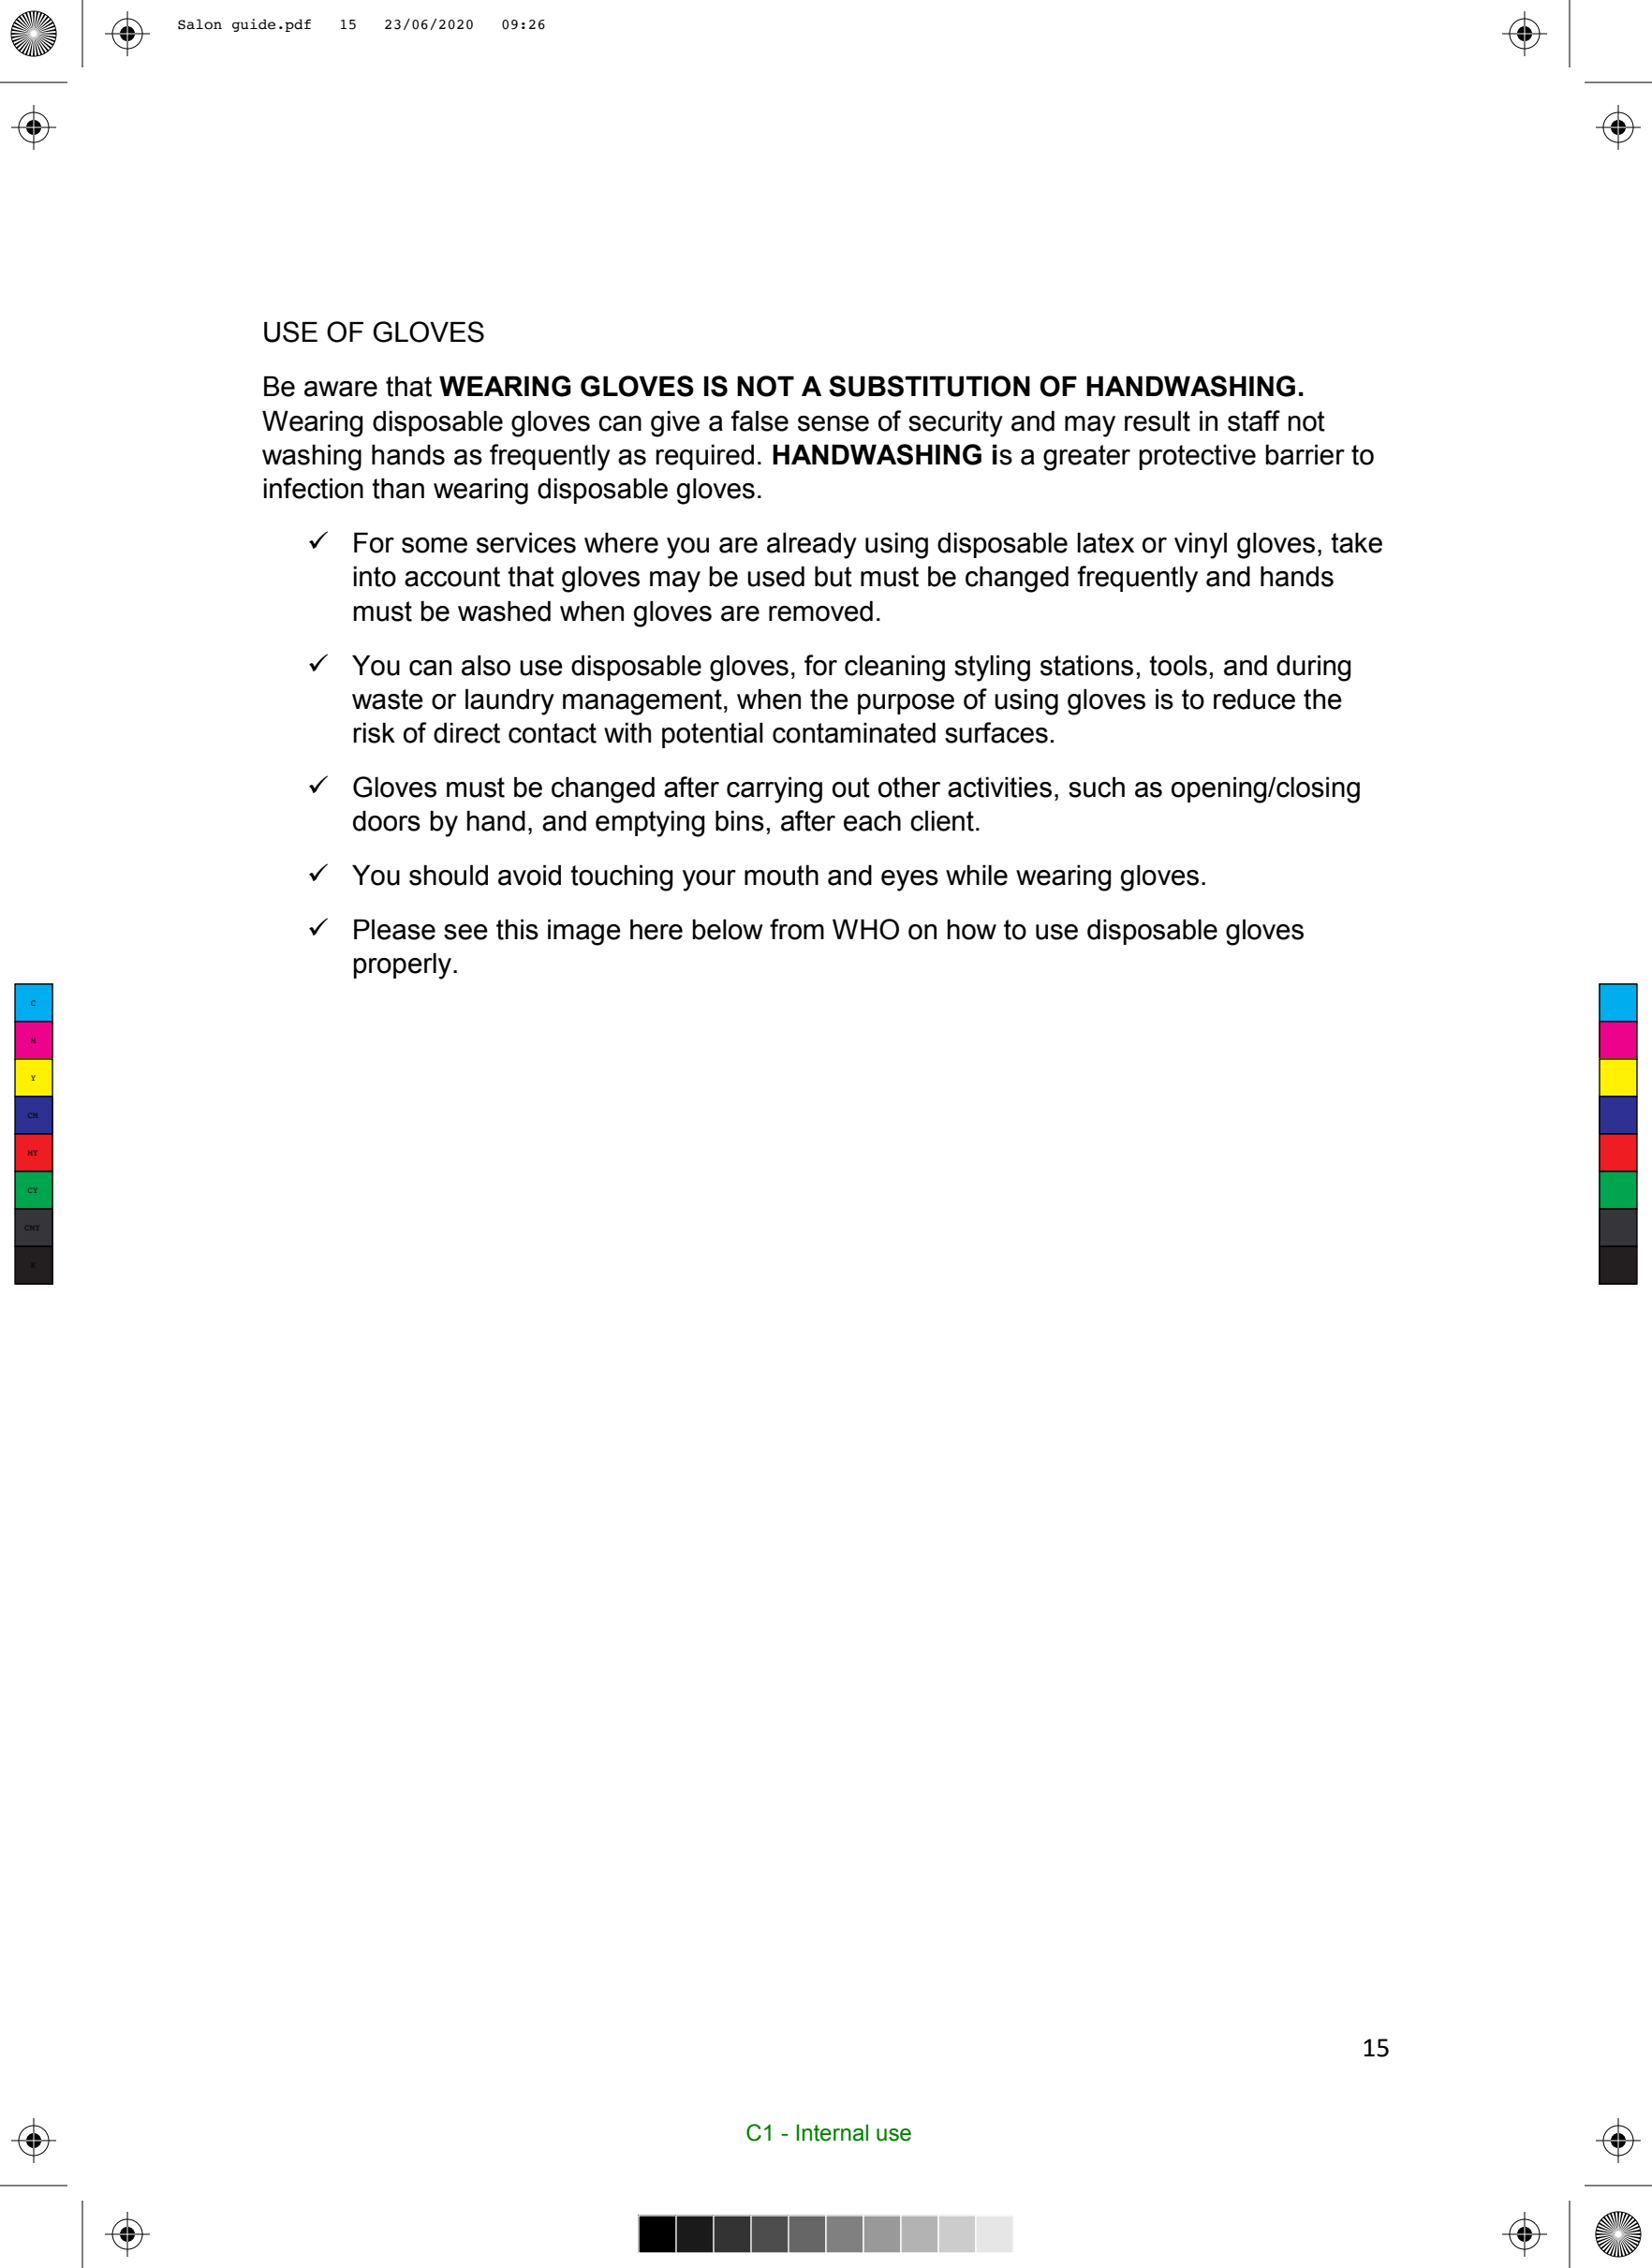 Salon guide.pdf   15   23/06/2020   09:26
USE OF GLOVES
Be aware that WEARING GLOVES IS NOT A SUBSTITUTION OF HANDWASHING.
Wearing disposable gloves can give a false sense of security and may result in staff not
washing hands as frequently as required. HANDWASHING is a greater protective barrier to
infection than wearing disposable gloves.
✓ For some services where you are already using disposable latex or vinyl gloves, take
into account that gloves may be used but must be changed frequently and hands
must be washed when gloves are removed.
✓ You can also use disposable gloves, for cleaning styling stations, tools, and during
waste or laundry management, when the purpose of using gloves is to reduce the
risk of direct contact with potential contaminated surfaces.
✓ Gloves must be changed after carrying out other activities, such as opening/closing
doors by hand, and emptying bins, after each client.
✓ You should avoid touching your mouth and eyes while wearing gloves.
✓ Please see this image here below from WHO on how to use disposable gloves
properly.
C
M
Y
CM
MY
CY
CMY
K
15
C1 - Internal use